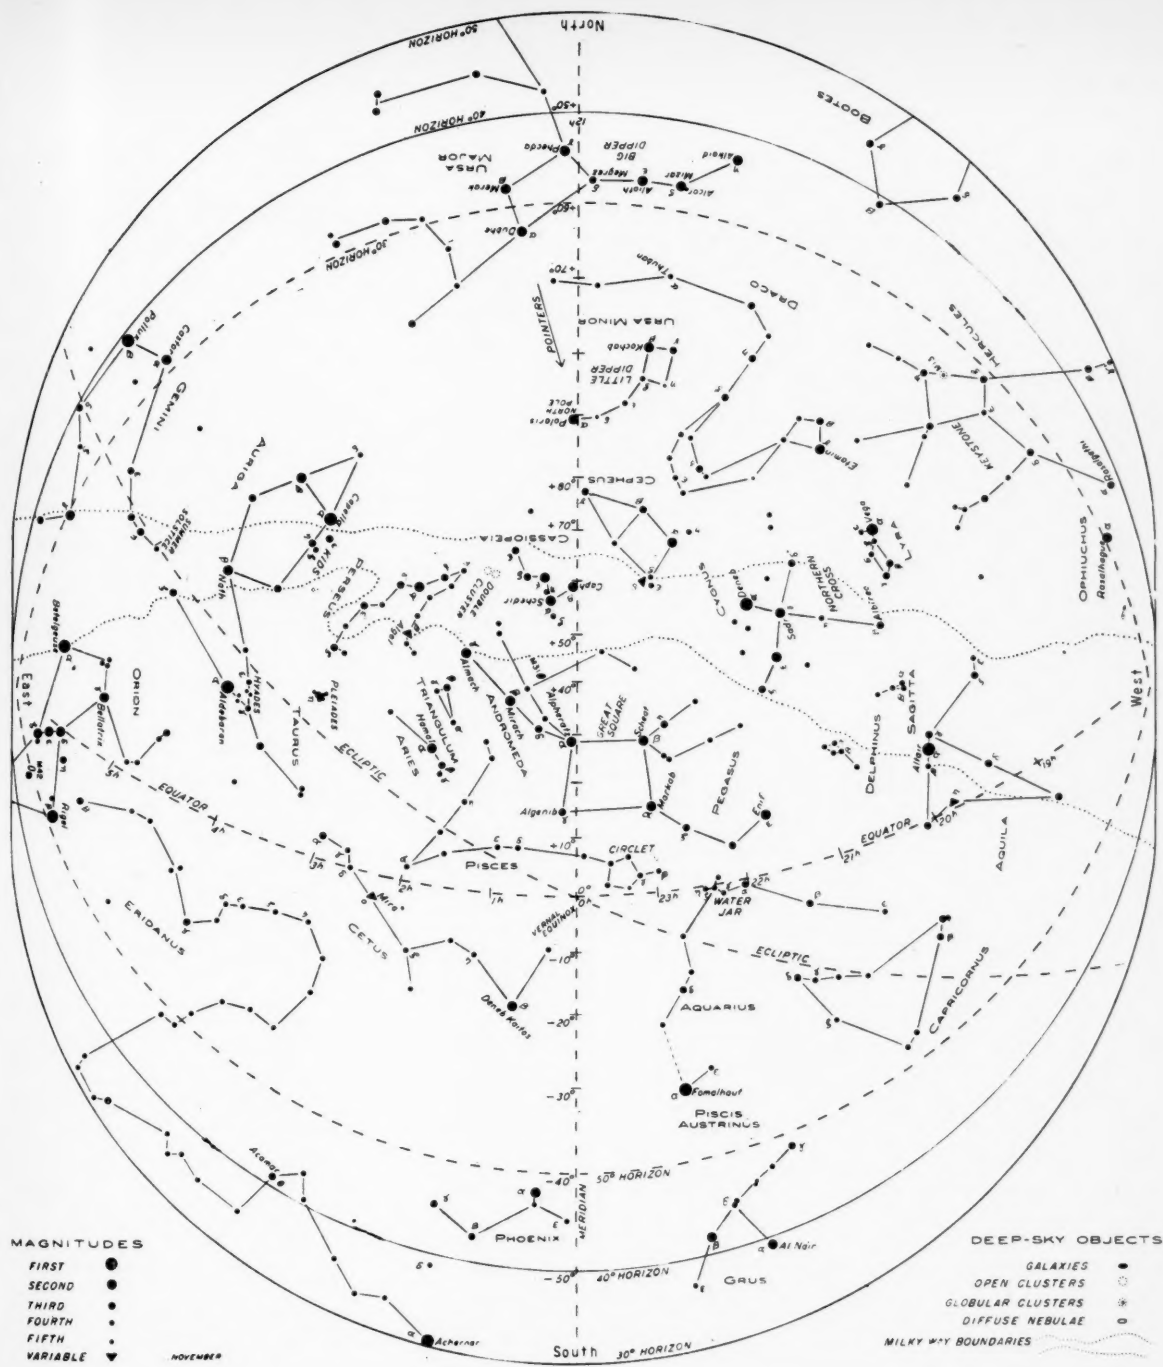 North
50° HORIZON
BOOTES
+50°
40° HORIZON
12h
Phecda
BIG
DIPPER
URSA
MAJOR
Merak
Megrez
Alioth
Mizar
Alcor
Alkaid
+60°
Dubhe
30° HORIZON
+70°
Thuban
DRACO
POINTERS
URSA MINOR
Kochab
LITTLE
DIPPER
HERCULES
M13
Pollux
Castor
GEMINI
NORTH
POLE
Polaris
KEYSTONE
Etamin
Rasalgethi
AURIGA
CEPHEUS
+80°
Capella
SUMMER
SOLSTICE
KIDS
+70°
CASSIOPEIA
Vega
LYRA
OPHIUCHUS
Rasalhague
Nath
PERSEUS
DOUBLE
CLUSTER
Caph
Schedir
CYGNUS
Deneb
NORTHERN
CROSS
Albireo
Sadr
Algol
Betelgeuse
+50°
Almach
M31
ORION
East
Bellatrix
Aldebaran
HYADES
PLEIADES
TAURUS
TRIANGULUM
Hamal
ARIES
Mirach
ANDROMEDA
Alpheratz
+40°
GREAT
SQUARE
Scheat
SAGITTA
DELPHINUS
Altair
West
M42
Rigel
5h
ECLIPTIC
EQUATOR
4h
Algenib
Markab
PEGASUS
Enif
19h
20h
AQUILA
EQUATOR
21h
+10°
3h
2h
PISCES
CIRCLET
1h
0°
0h
23h
22h
WATER
JAR
Mira
VERNAL
EQUINOX
ERIDANUS
CETUS
-10°
ECLIPTIC
CAPRICORNUS
Deneb Kaitos
-20°
AQUARIUS
-30°
Fomalhaut
PISCIS
AUSTRINUS
Acamar
-40°
50° HORIZON
MERIDIAN
PHOENIX
Al Nair
GRUS
-50°
40° HORIZON
Achernar
South
30° HORIZON
MAGNITUDES
FIRST
SECOND
THIRD
FOURTH
FIFTH
VARIABLE
NOVEMBER
DEEP-SKY OBJECTS
GALAXIES
OPEN CLUSTERS
GLOBULAR CLUSTERS
DIFFUSE NEBULAE
MILKY WAY BOUNDARIES